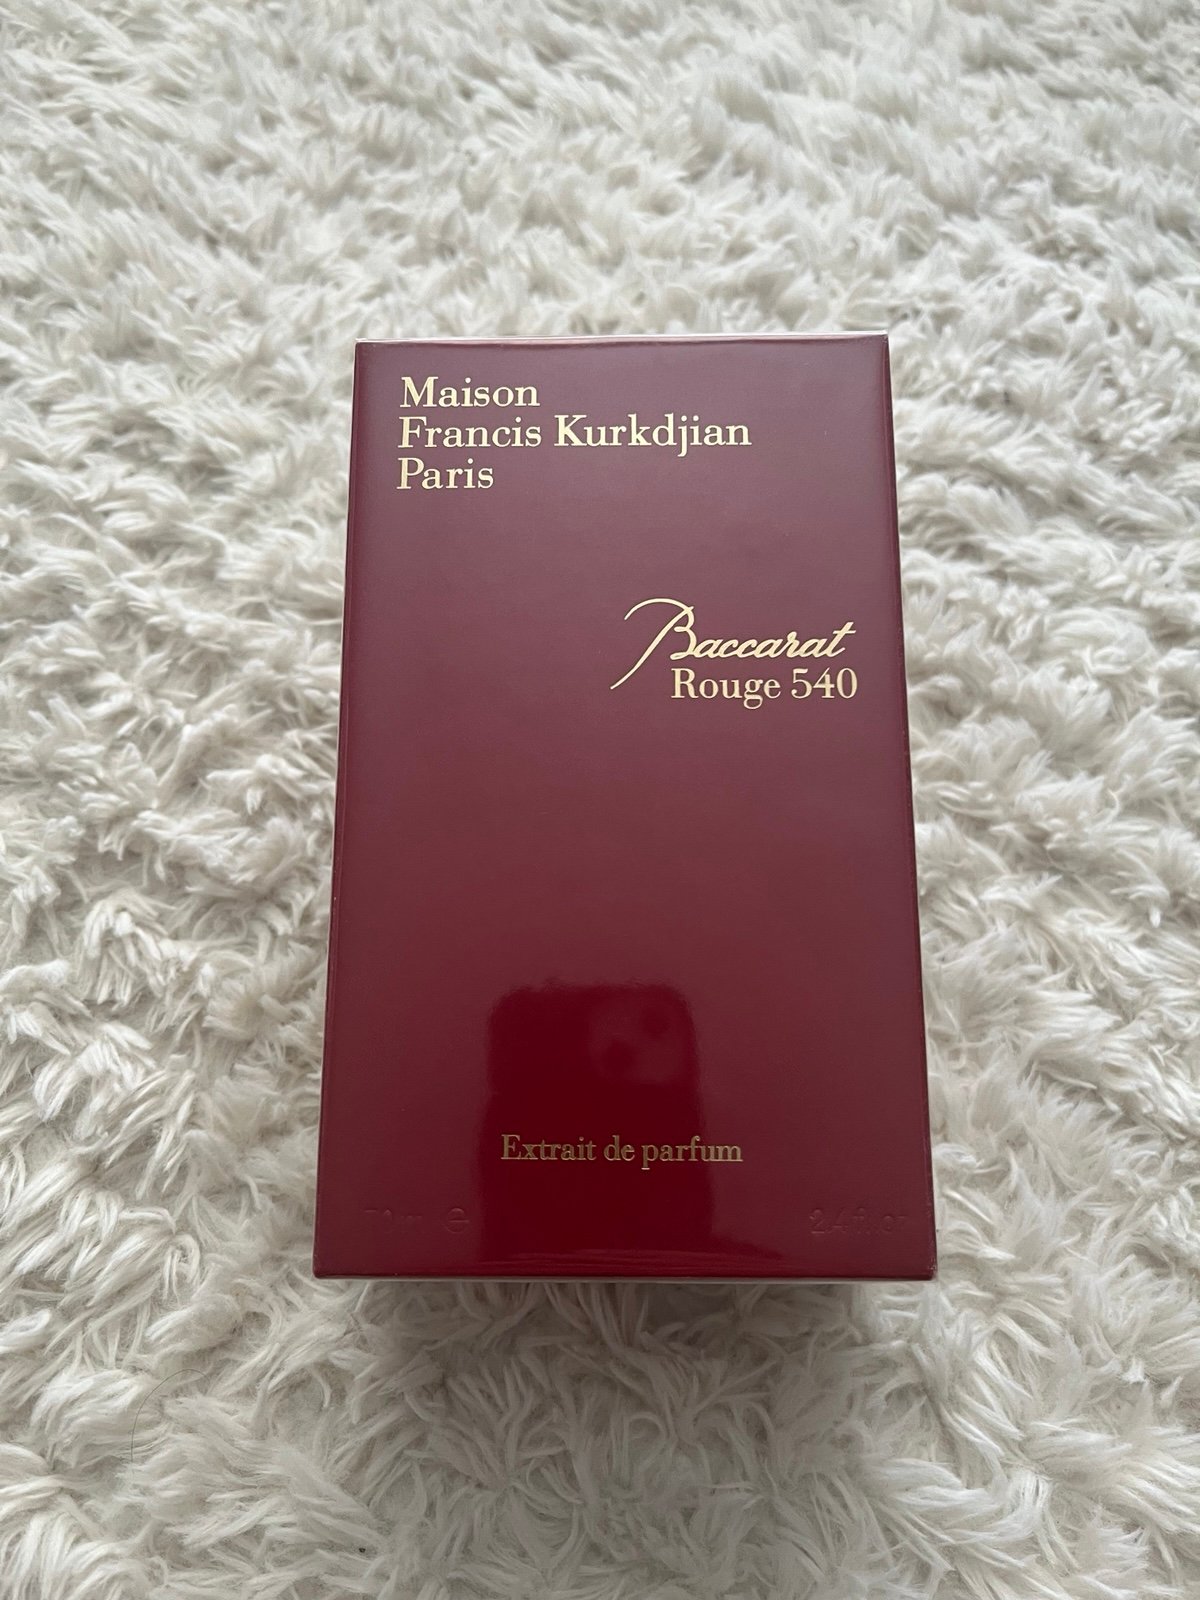 Maison
Francis Kurkdjian
Paris
Baccarat
Rouge 540
Extrait de parfum
e